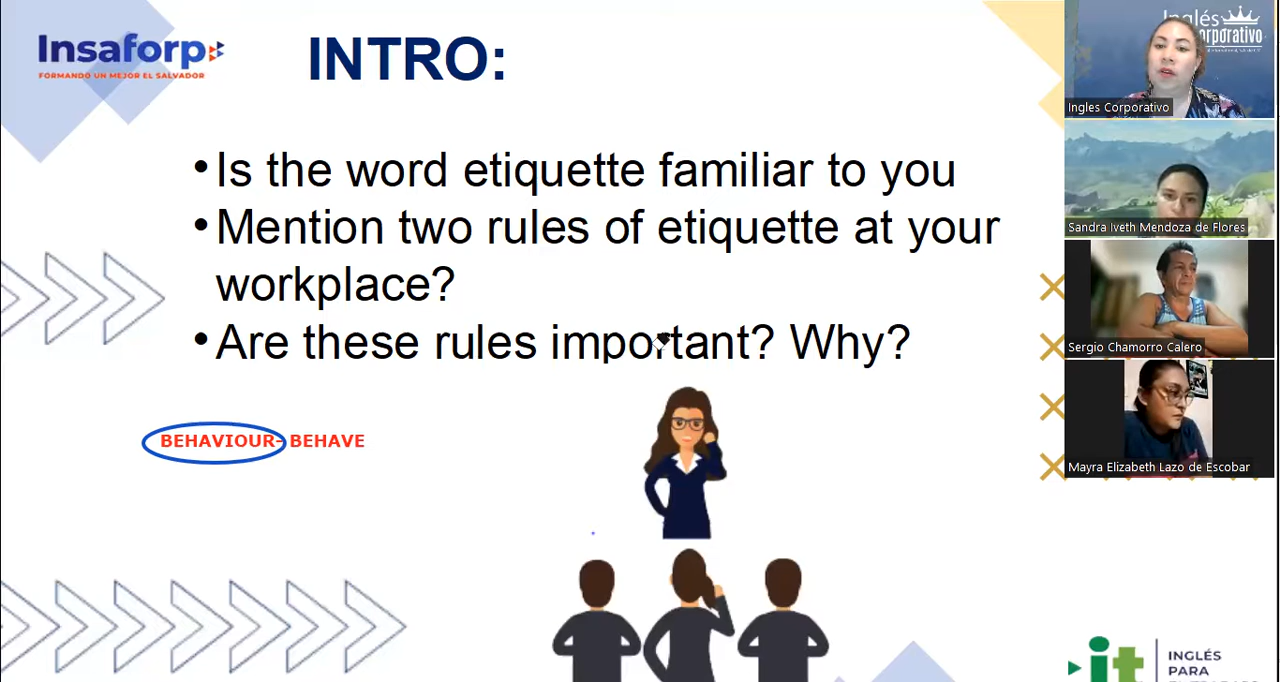 Insaforp
FORMANDO UN MEJOR EL SALVADOR
INTRO:
• Is the word etiquette familiar to you
• Mention two rules of etiquette at your
workplace?
• Are these rules important? Why?
BEHAVIOUR- BEHAVE
Inglés
Corporativo
Ingles Corporativo
Sandra Iveth Mendoza de Flores
Sergio Chamorro Calero
Mayra Elizabeth Lazo de Escobar
it
INGLÉS
PARA